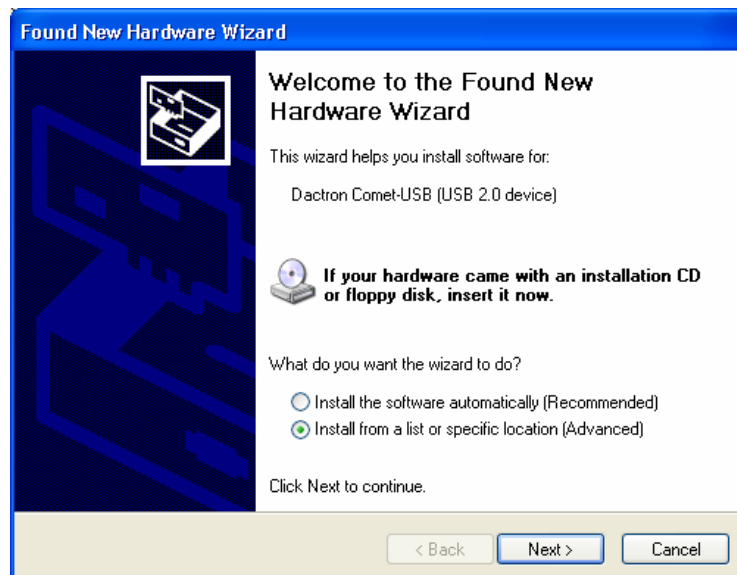 Found New Hardware Wizard
Welcome to the Found New
Hardware Wizard
This wizard helps you install software for:
Dactron Comet-USB (USB 2.0 device)
If your hardware came with an installation CD
or floppy disk, insert it now.
What do you want the wizard to do?
Install the software automatically (Recommended)
Install from a list or specific location (Advanced)
Click Next to continue.
< Back Next > Cancel